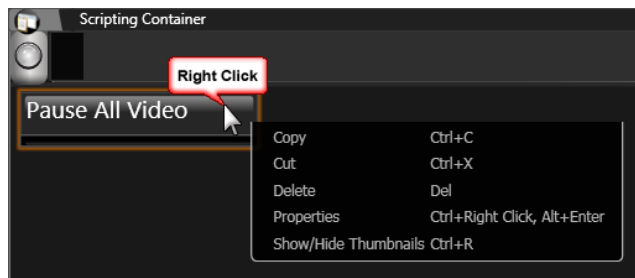 Scripting Container
Right Click
Pause All Video
Copy Ctrl+C
Cut Ctrl+X
Delete Del
Properties Ctrl+Right Click, Alt+Enter
Show/Hide Thumbnails Ctrl+R